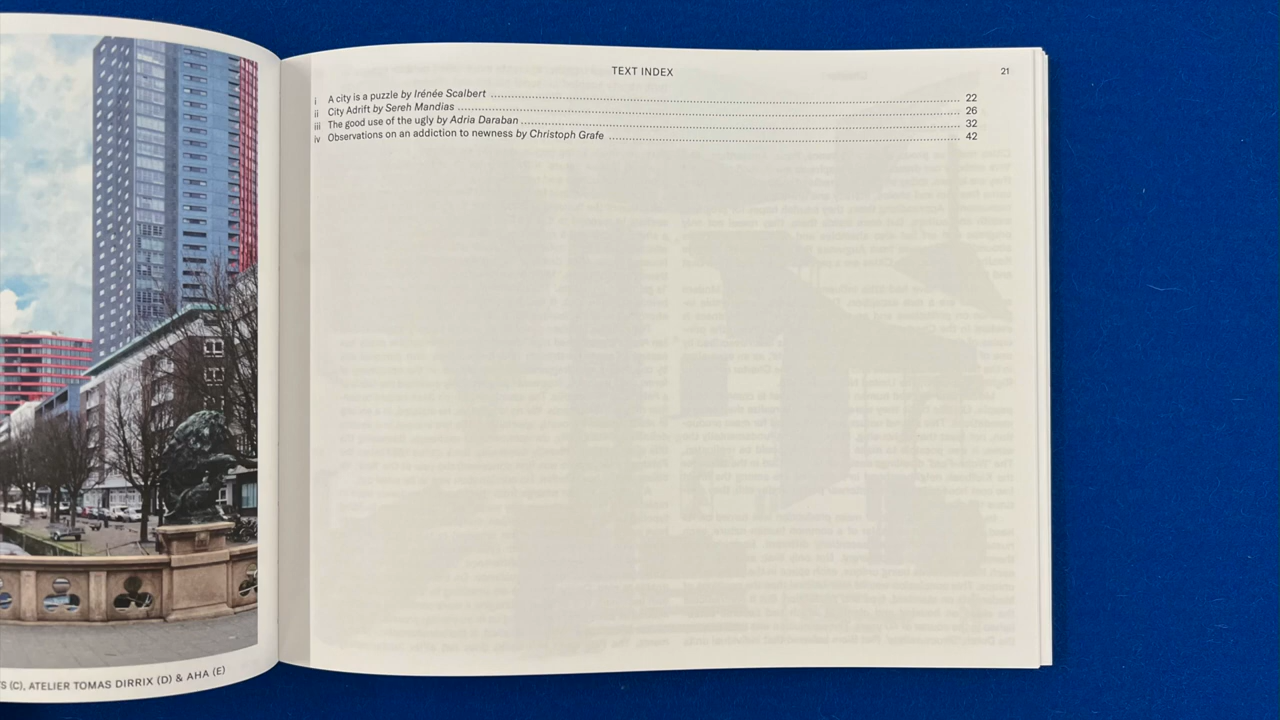 TEXT INDEX 21
i A city is a puzzle by Irénée Scalbert 22
ii City Adrift by Sereh Mandias 26
iii The good use of the ugly by Adria Daraban 32
iv Observations on an addiction to newness by Christoph Grafe 42
(C), ATELIER TOMAS DIRRIX (D) & AHA (E)